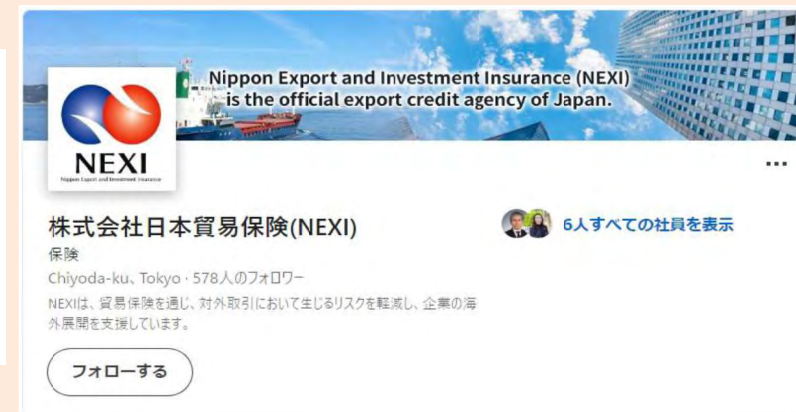 Nippon Export and Investment Insurance (NEXI)
is the official export credit agency of Japan.
NEXI
Nippon Export and Investment Insurance
株式会社日本貿易保険(NEXI)
6人すべての社員を表示
保険
Chiyoda-ku、Tokyo · 578人のフォロワー
NEXIは、貿易保険を通じ、対外取引において生じるリスクを軽減し、企業の海
外展開を支援しています。
フォローする